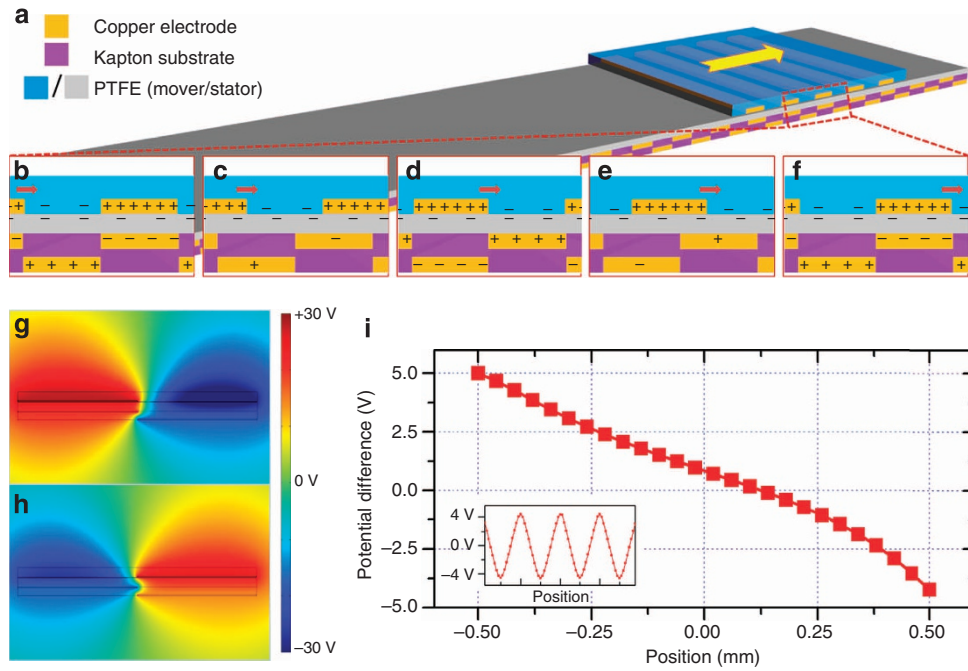 a
Copper electrode
Kapton substrate
/ PTFE (mover/stator)
b
c
d
e
f
+ – – + + + + + + – –
– – – –
– – – – –
+ + + + +
+ + + + – – + + + + +
– – – –
–
+
– + + + + + + – – +
– – – –
+ + + + + –
– – – – +
– + + + + + + – –
– – – –
+
–
+ – – + + + + + + –
– – – –
– – – – –
+ + + + +
g
+30 V
0 V
h
–30 V
i
Potential difference (V)
5.0
2.5
0.0
–2.5
–5.0
4 V
0 V
–4 V
Position
–0.50
–0.25
0.00
0.25
0.50
Position (mm)